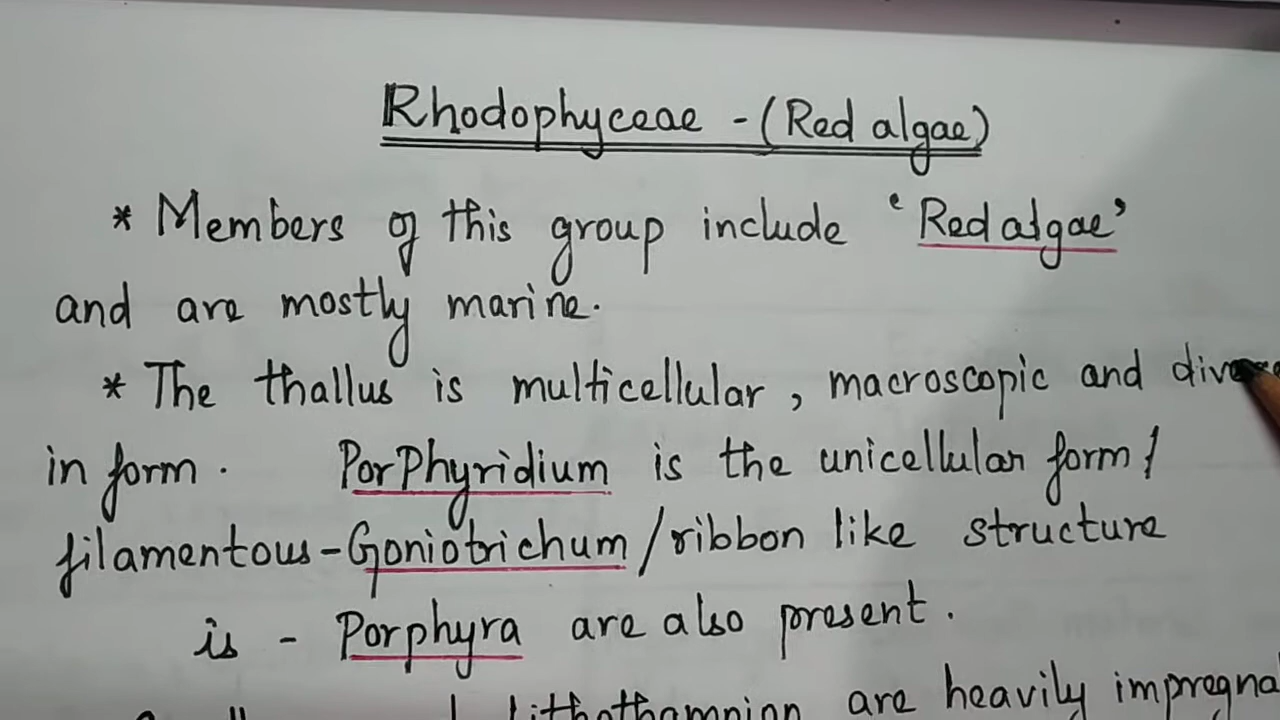 Rhodophyceae - (Red algae)
* Members of this group include 'Red algae'
and are mostly marine.
* The thallus is multicellular, macroscopic and
in form. Porphyridium is the unicellular form /
filamentous - Goniotrichum / ribbon like structure
is - Porphyra are also present.
lithothamnion are heavily